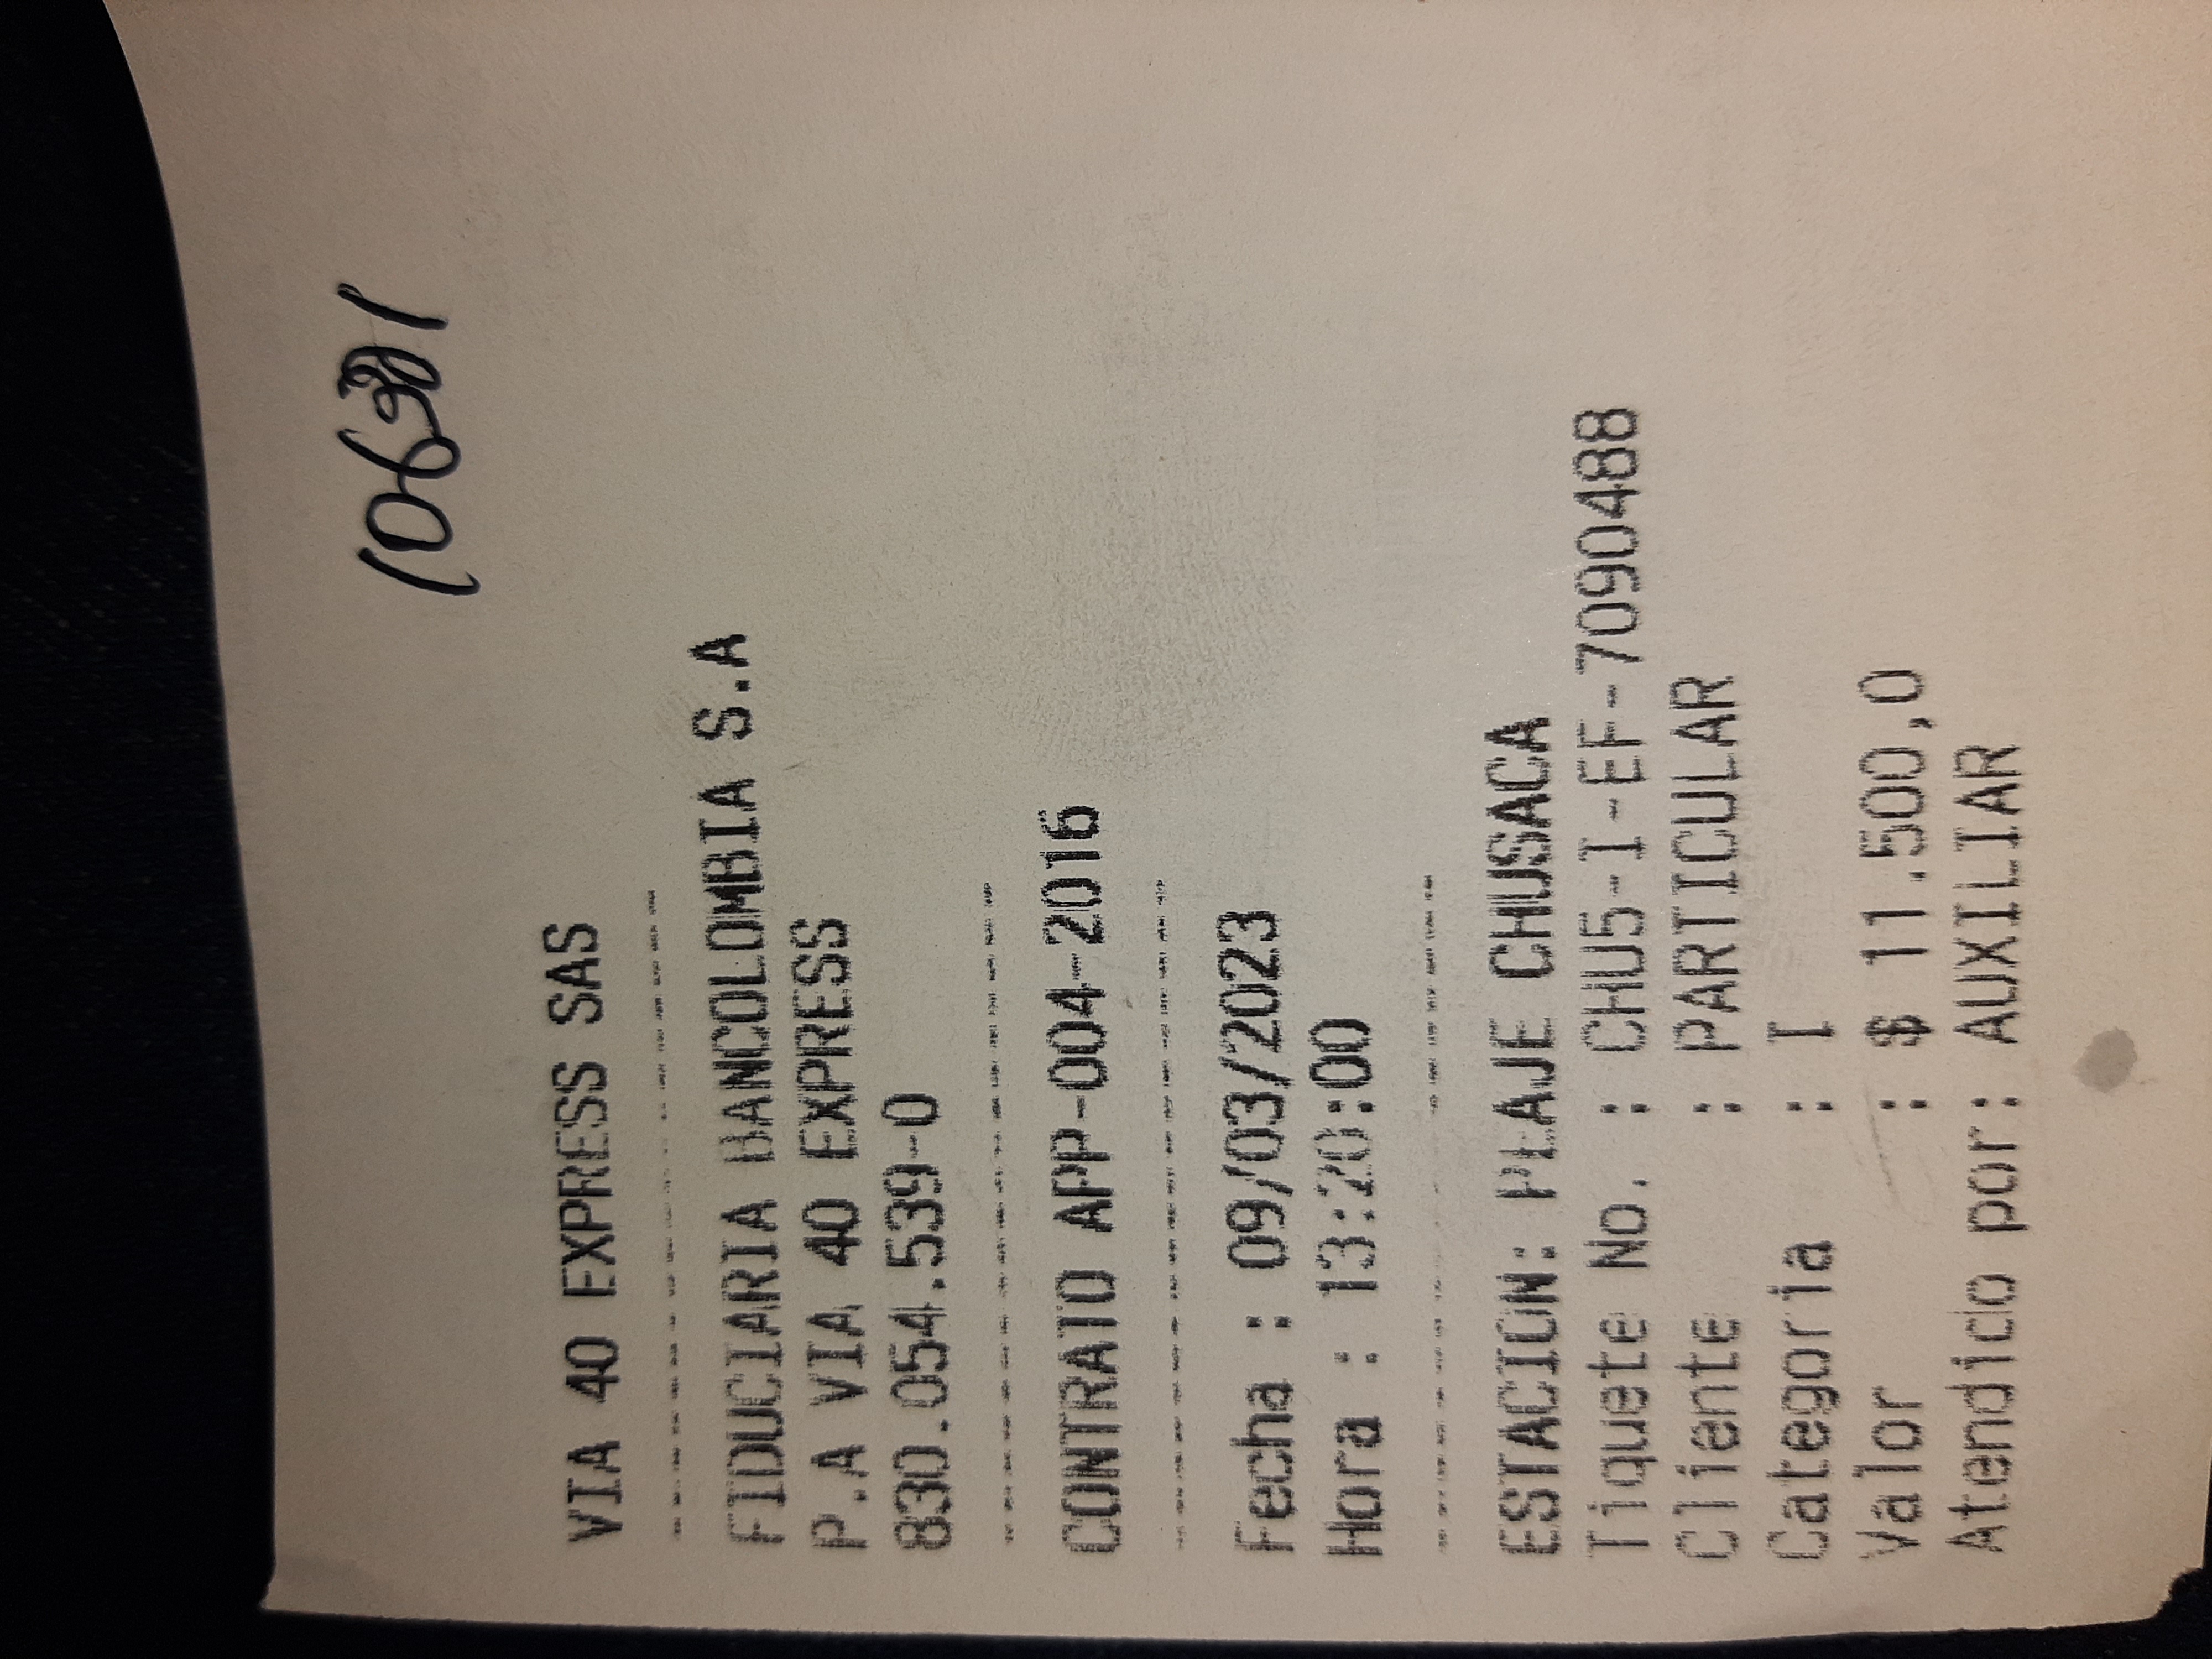 VIA 40 EXPRESS SAS
FIDUCIARIA BANCOLOMBIA S.A
P.A VIA 40 EXPRESS
830.054.539-0
CONTRATO APP-004-2016
Fecha : 09/03/2023
Hora : 13:20:00
ESTACION: PEAJE CHUSACA
Tiquete No. : CHU5-I-EF-7090488
Cliente : PARTICULAR
Categoria : I
Valor : $ 11.500,0
Atendido por: AUXILIAR